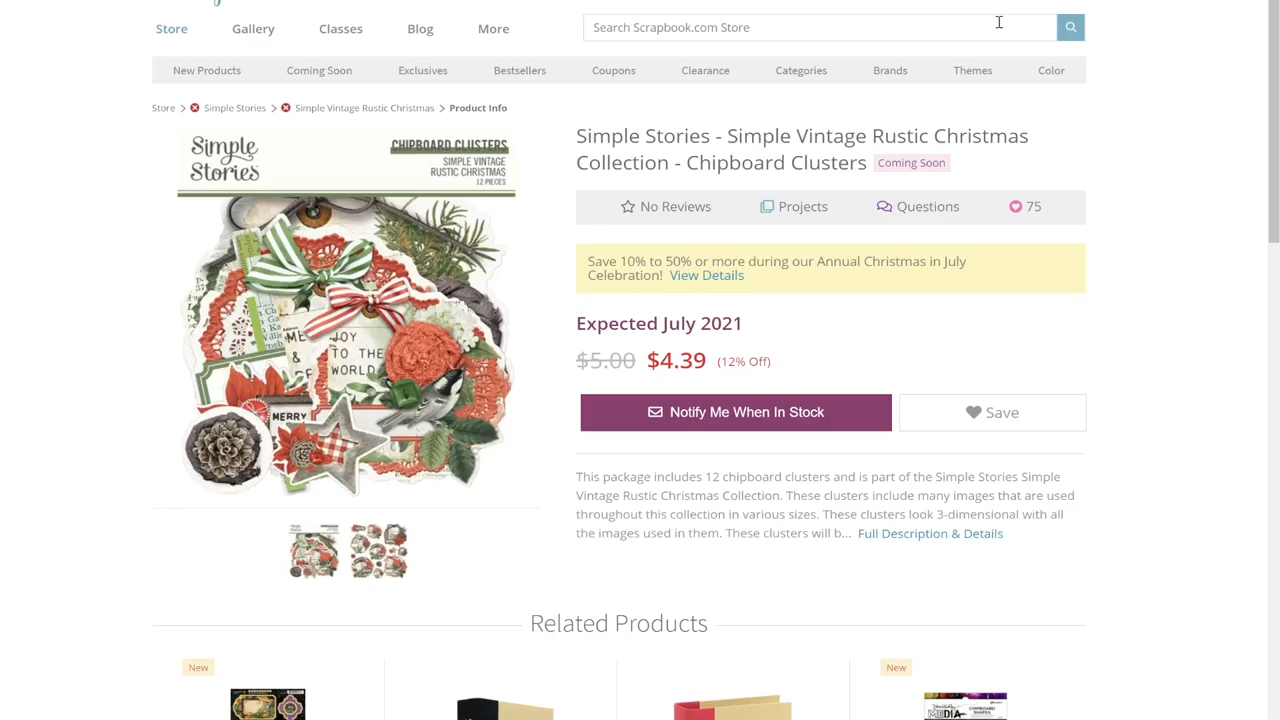 Store Gallery Classes Blog More Search Scrapbook.com Store
New Products Coming Soon Exclusives Bestsellers Coupons Clearance Categories Brands Themes Color
Store Simple Stories Simple Vintage Rustic Christmas Product Info
Simple Stories
CHIPBOARD CLUSTERS
SIMPLE VINTAGE
RUSTIC CHRISTMAS
12 PIECES
JOY
TO THE
WORLD
MERRY
Simple Stories - Simple Vintage Rustic Christmas
Collection - Chipboard Clusters Coming Soon
No Reviews Projects Questions 75
Save 10% to 50% or more during our Annual Christmas in July
Celebration! View Details
Expected July 2021
$5.00 $4.39 (12% Off)
Notify Me When In Stock Save
This package includes 12 chipboard clusters and is part of the Simple Stories Simple
Vintage Rustic Christmas Collection. These clusters include many images that are used
throughout this collection in various sizes. These clusters look 3-dimensional with all
the images used in them. These clusters will b... Full Description & Details
Related Products
New New
MEDIA
CHIPBOARD
SHAPES